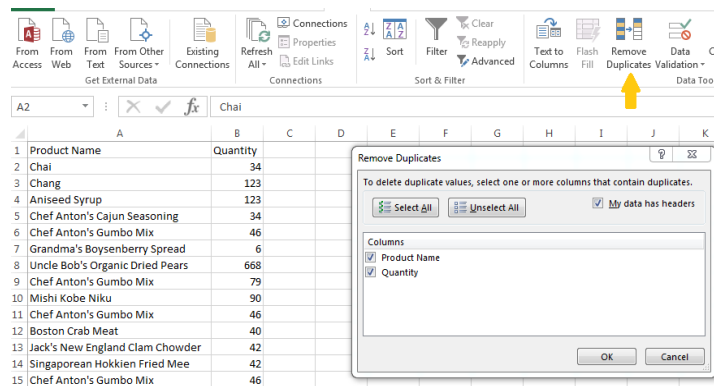 Connections
Properties
Edit Links
Clear
Reapply
Advanced
From Access
From Web
From Text
From Other Sources
Existing Connections
Refresh All
Sort
Filter
Text to Columns
Flash Fill
Remove Duplicates
Data Validation
Get External Data
Connections
Sort & Filter
Data Too
A2
fx
Chai
A B C D E F G H I J K
1 Product Name Quantity
2 Chai 34
3 Chang 123
4 Aniseed Syrup 123
5 Chef Anton's Cajun Seasoning 34
6 Chef Anton's Gumbo Mix 46
7 Grandma's Boysenberry Spread 6
8 Uncle Bob's Organic Dried Pears 668
9 Chef Anton's Gumbo Mix 79
10 Mishi Kobe Niku 90
11 Chef Anton's Gumbo Mix 46
12 Boston Crab Meat 40
13 Jack's New England Clam Chowder 42
14 Singaporean Hokkien Fried Mee 42
15 Chef Anton's Gumbo Mix 46
Remove Duplicates
To delete duplicate values, select one or more columns that contain duplicates.
Select All
Unselect All
My data has headers
Columns
Product Name
Quantity
OK
Cancel